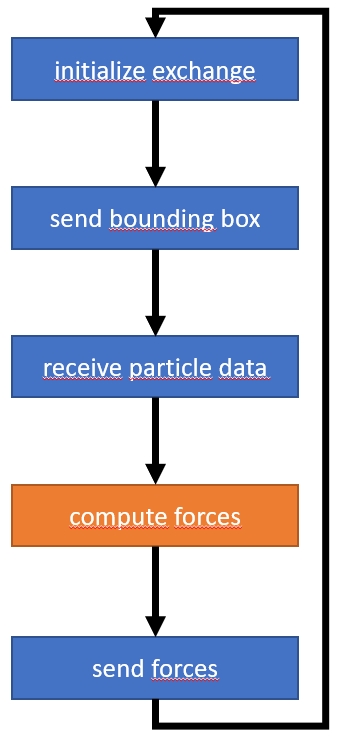 initialize exchange
send bounding box
receive particle data
compute forces
send forces